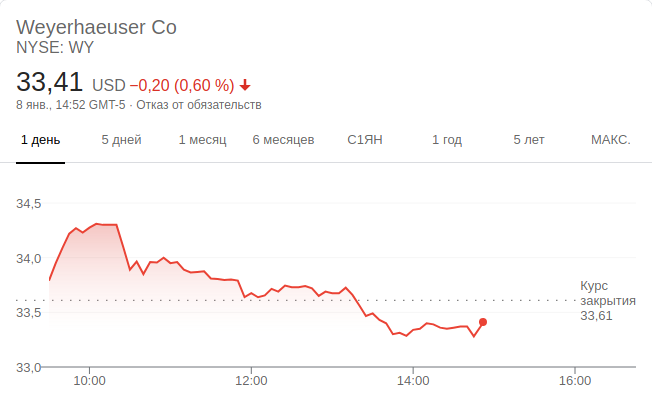 Weyerhaeuser Co
NYSE: WY
33,41 USD −0,20 (0,60 %)
8 янв., 14:52 GMT-5 · Отказ от обязательств
1 день 5 дней 1 месяц 6 месяцев С1ЯН 1 год 5 лет МАКС.
34,5
34,0
Курс
закрытия
33,61
33,5
33,0
10:00 12:00 14:00 16:00